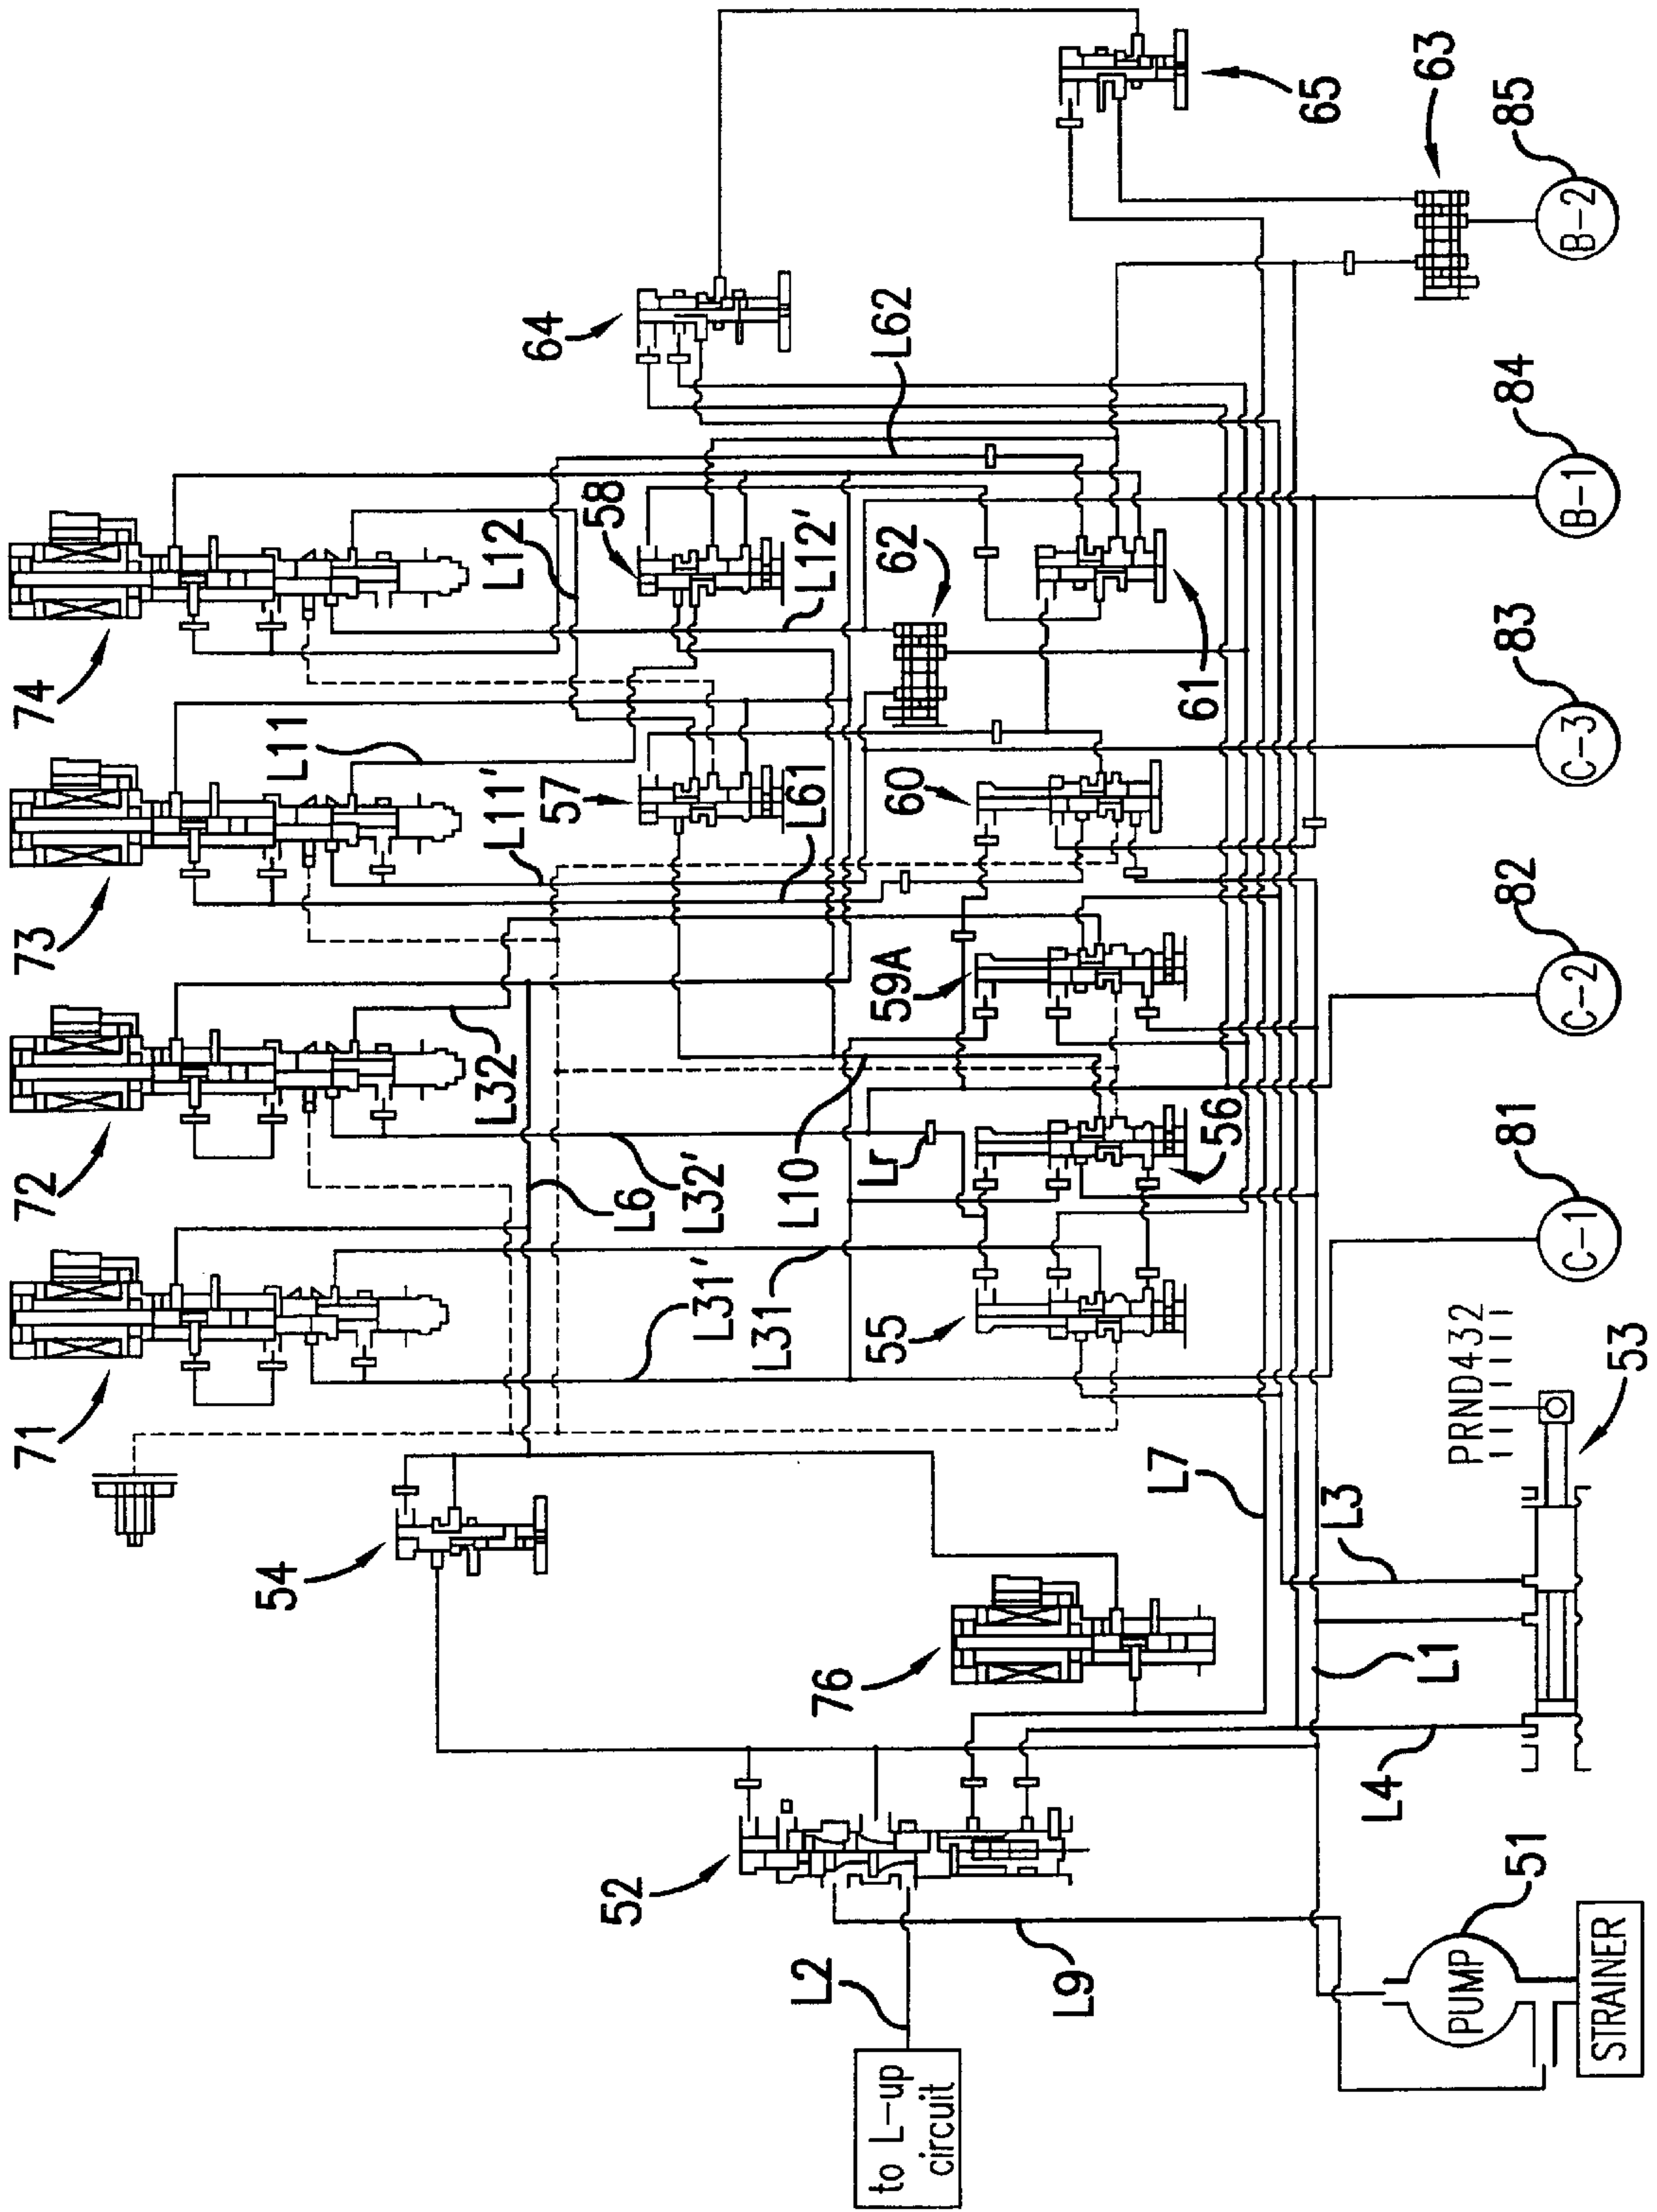 71
72
73
74
54
L11
L32
L12
L11'
64
57
58
52
L6
L32'
L31'
L31
L10
L2
L61
L12'
76
55
Lr
59A
L62
60
62
to L-up
circuit
L9
L7
61
56
65
L3
L4
L1
63
PRND432
PUMP
51
81
82
83
84
85
C-1
C-2
C-3
B-1
B-2
STRAINER
53